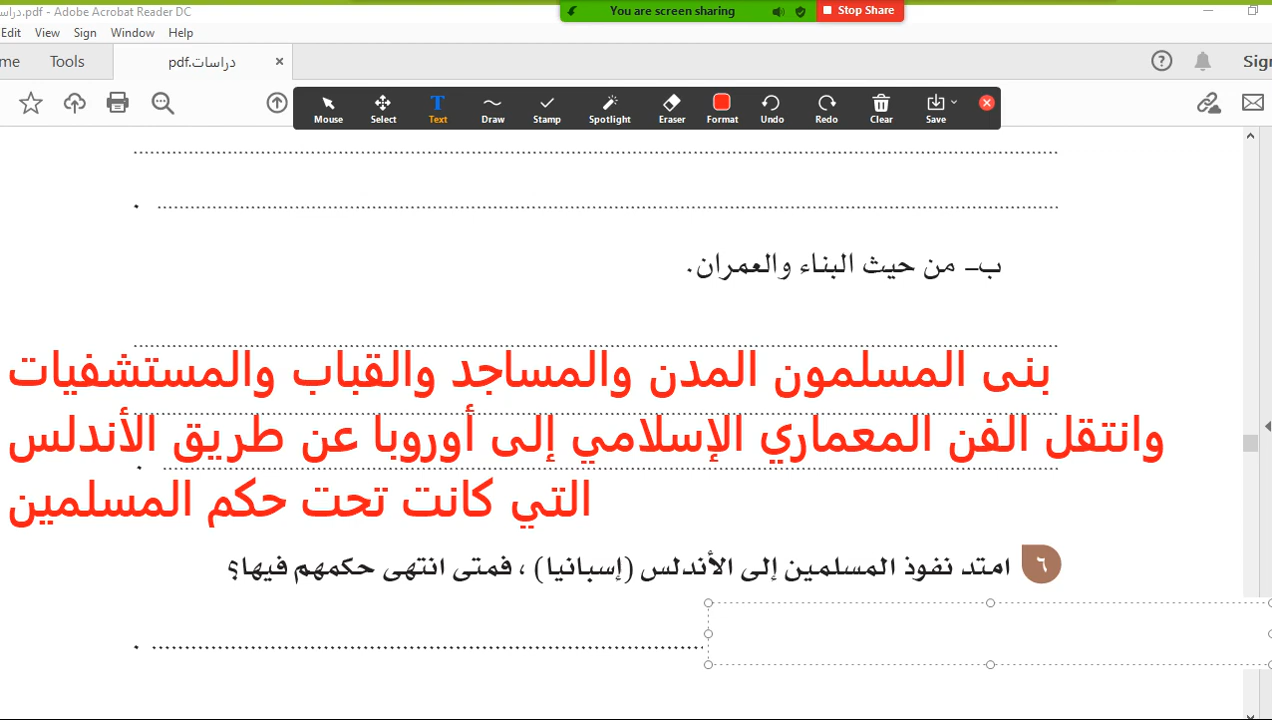 دراسات.pdf - Adobe Acrobat Reader DC
You are screen sharing
Stop Share
Edit View Sign Window Help
me Tools دراسات.pdf × ? Sign
Mouse Select Text Draw Stamp Spotlight Eraser Format Undo Redo Clear Save
ب- من حيث البناء والعمران.
بنى المسلمون المدن والمساجد والقباب والمستشفيات
وانتقل الفن المعماري الإسلامي إلى أوروبا عن طريق الأندلس
التي كانت تحت حكم المسلمين
٦ امتد نفوذ المسلمين إلى الأندلس (إسبانيا) ، فمتى انتهى حكمهم فيها؟